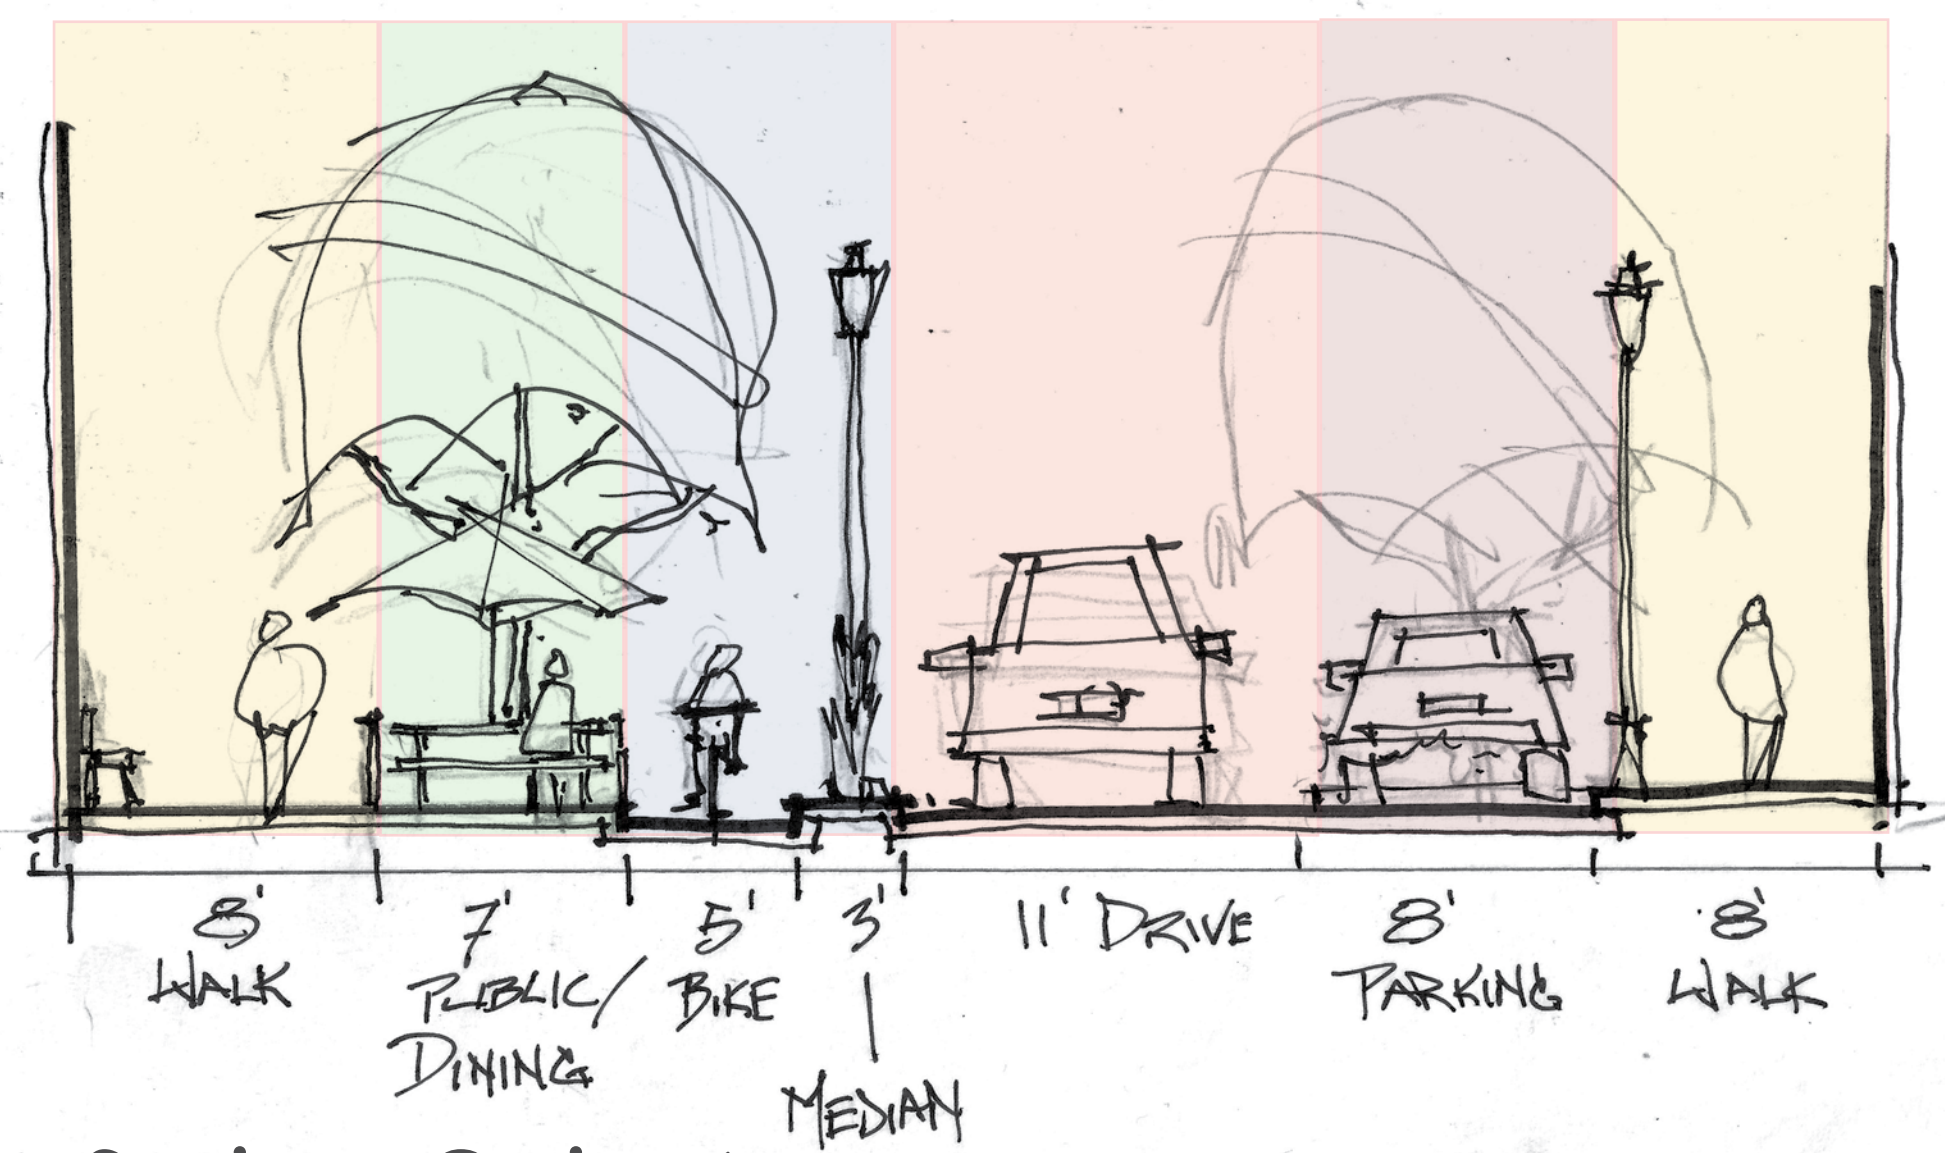 8' 7' 5' 3' 11' DRIVE 8' 8'
WALK PUBLIC/ BIKE PARKING WALK
DINING
MEDIAN